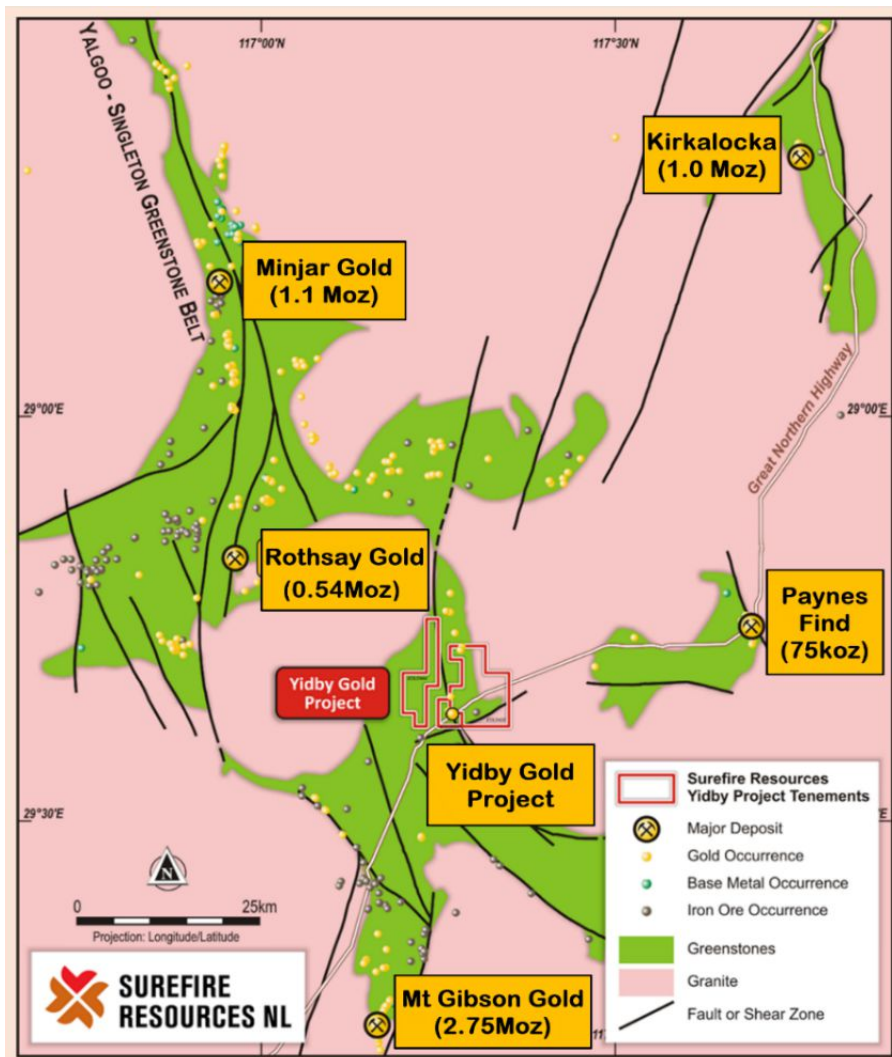 117°00'N
117°30'N
YALGOO - SINGLETON GREENSTONE BELT
Kirkalocka
(1.0 Moz)
Minjar Gold
(1.1 Moz)
Great Northern Highway
29°00'E
29°00'E
Rothsay Gold
(0.54Moz)
Paynes
Find
(75koz)
Yidby Gold
Project
Yidby Gold
Project
29°30'E
Surefire Resources
Yidby Project Tenements
Major Deposit
Gold Occurrence
Base Metal Occurrence
Iron Ore Occurrence
Greenstones
Granite
Fault or Shear Zone
N
0 25km
Projection: Longitude/Latitude
SUREFIRE
RESOURCES NL
Mt Gibson Gold
(2.75Moz)